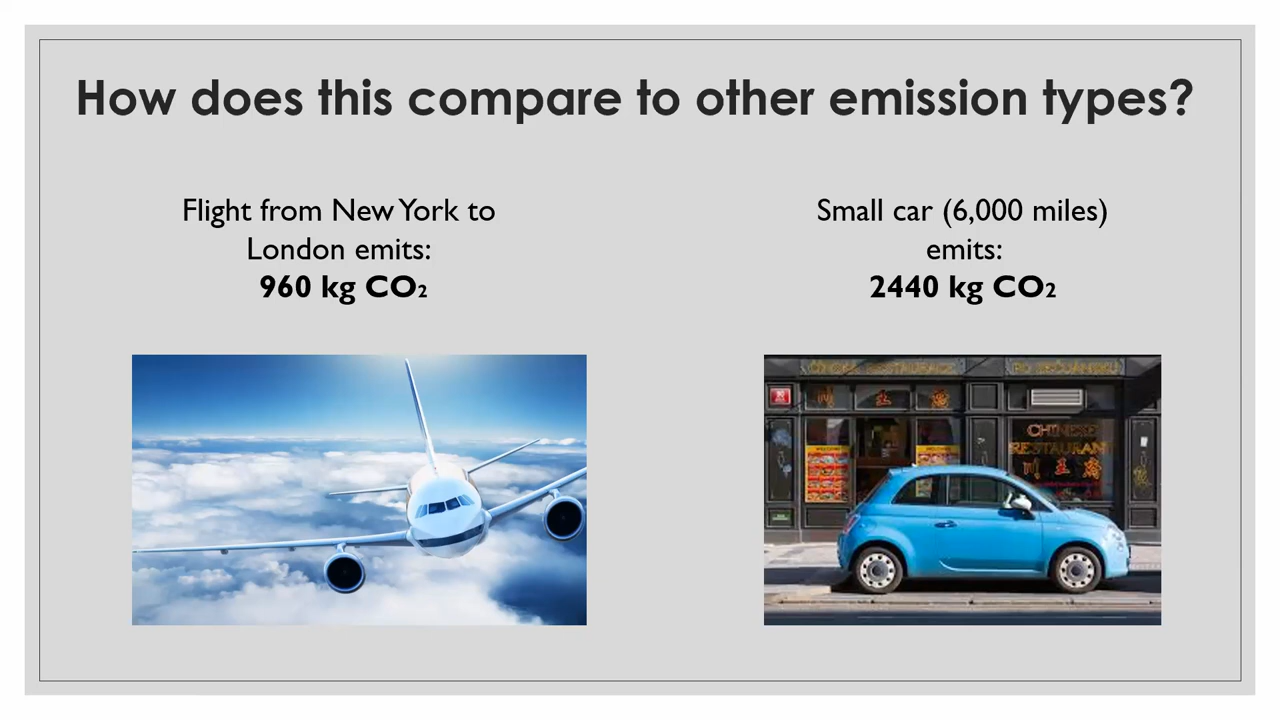 How does this compare to other emission types?
Flight from New York to
London emits:
960 kg CO₂
Small car (6,000 miles)
emits:
2440 kg CO₂
CHINESE
RESTAURANT